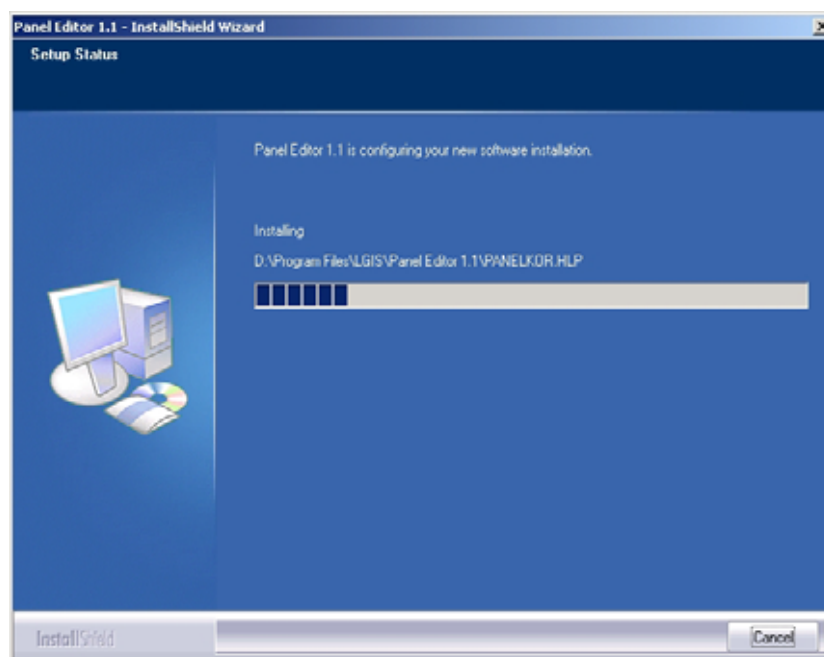 Panel Editor 1.1 - InstallShield Wizard
Setup Status
Panel Editor 1.1 is configuring your new software installation.
Installing
D:\Program Files\LGIS\Panel Editor 1.1\PANELKOR.HLP
InstallShield
Cancel